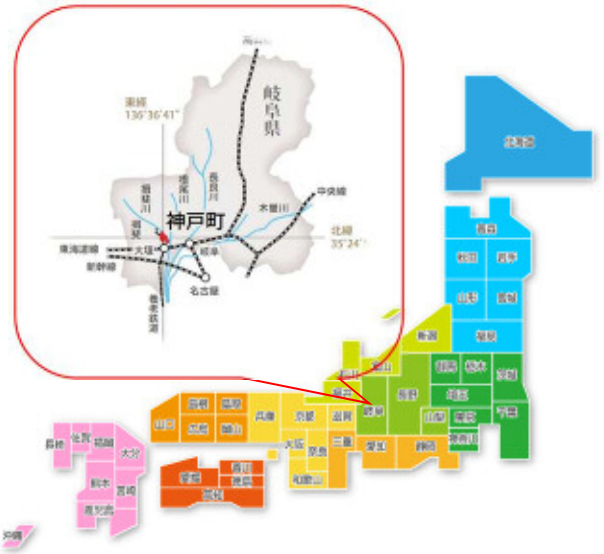 東経
136°36'41"
岐阜県
揖斐川
長良川
木曽川
中央線
神戸町
北緯
35°24'
東海道線
新幹線
揖斐
大垣
岐阜
名古屋
養老鉄道
北海道
青森
秋田
岩手
山形
宮城
福島
新潟
石川
富山
福井
岐阜
長野
群馬
栃木
茨城
埼玉
山梨
東京
千葉
神奈川
静岡
愛知
三重
滋賀
京都
兵庫
大阪
奈良
和歌山
島根
鳥取
山口
広島
岡山
愛媛
香川
徳島
高知
長崎
佐賀
福岡
大分
熊本
宮崎
鹿児島
沖縄